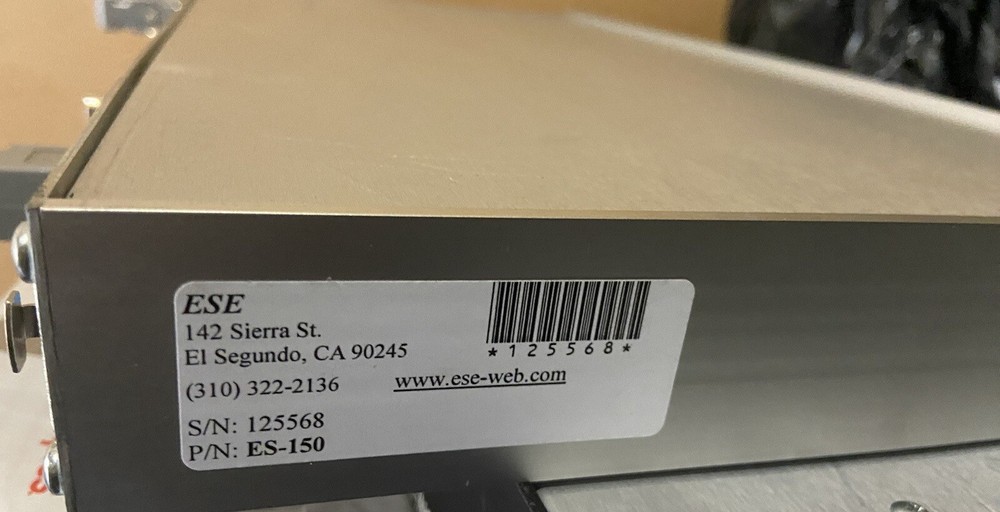 ESE
142 Sierra St.
El Segundo, CA 90245
(310) 322-2136
*125568*
www.ese-web.com
S/N: 125568
P/N: ES-150